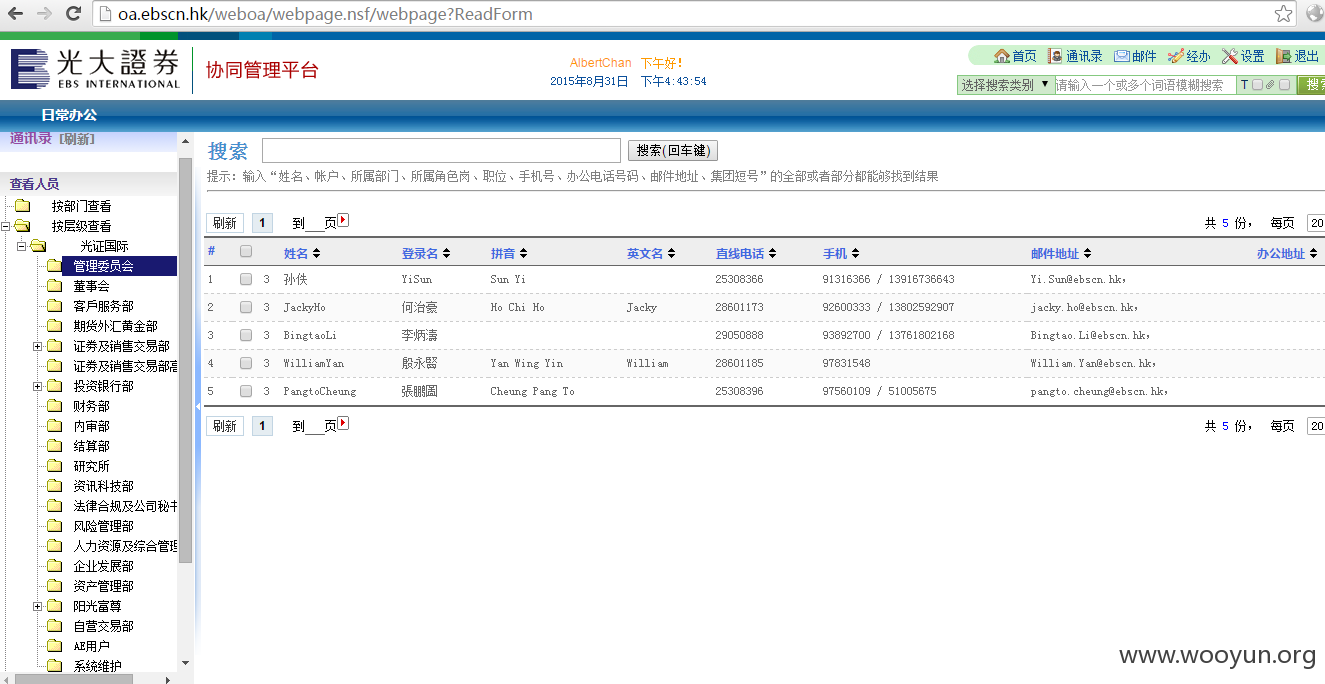 oa.ebscn.hk/weboa/webpage.nsf/webpage?ReadForm
光大證券
EBS INTERNATIONAL
协同管理平台
AlbertChan 下午好!
2015年8月31日 下午4:43:54
首页 通讯录 邮件 经办 设置 退出
选择搜索类别 ▼ 请输入一个或多个词语模糊搜索 T
日常办公
通讯录 [刷新]
查看人员
按部门查看
按层级查看
光证国际
管理委员会
董事会
客戶服务部
期货外汇黄金部
证券及销售交易部
证券及销售交易部
投资银行部
财务部
内审部
结算部
研究所
资讯科技部
法律合规及公司秘书
风险管理部
人力资源及综合管理
企业发展部
资产管理部
阳光富尊
自营交易部
AE用户
系统维护
搜索 搜索(回车键)
提示: 输入“姓名、帐户、所属部门、所属角色岗、职位、手机号、办公电话号码、邮件地址、集团短号”的全部或者部分都能够找到结果
刷新 1 到___页 共 5 份, 每页 20
# 姓名 登录名 拼音 英文名 直线电话 手机 邮件地址 办公地址
1 3 孙佚 YiSun Sun Yi 25308366 91316366 / 13916736643 Yi.Sun@ebscn.hk,
2 3 JackyHo 何治豪 Ho Chi Ho Jacky 28601173 92600333 / 13802592907 jacky.ho@ebscn.hk,
3 3 BingtaoLi 李炳濤 29050888 93892700 / 13761802168 Bingtao.Li@ebscn.hk,
4 3 WilliamYan 殷永賢 Yan Wing Yin William 28601185 97831548 William.Yan@ebscn.hk,
5 3 PangtoCheung 張鵬圖 Cheung Pang To 25308396 97560109 / 51005675 pangto.cheung@ebscn.hk,
刷新 1 到___页 共 5 份, 每页 20
www.wooyun.org